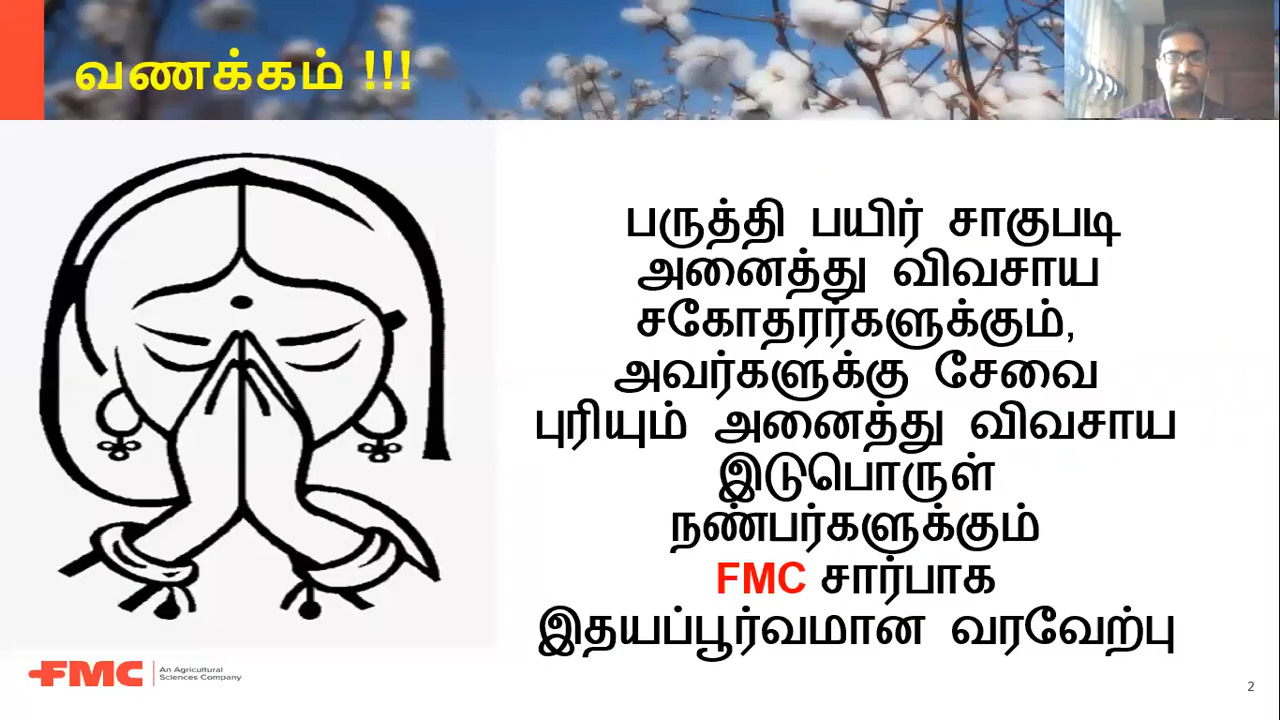 வணக்கம் !!!
பருத்தி பயிர் சாகுபடி
அனைத்து விவசாய
சகோதரர்களுக்கும்,
அவர்களுக்கு சேவை
புரியும் அனைத்து விவசாய
இடுபொருள்
நண்பர்களுக்கும்
FMC சார்பாக
இதயப்பூர்வமான வரவேற்பு
FMC An Agricultural
Sciences Company
2